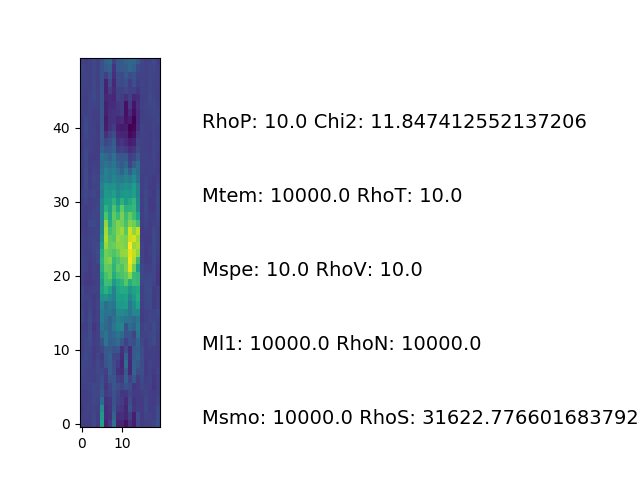 40
30
20
10
0
0 10
RhoP: 10.0 Chi2: 11.847412552137206
Mtem: 10000.0 RhoT: 10.0
Mspe: 10.0 RhoV: 10.0
Ml1: 10000.0 RhoN: 10000.0
Msmo: 10000.0 RhoS: 31622.776601683792